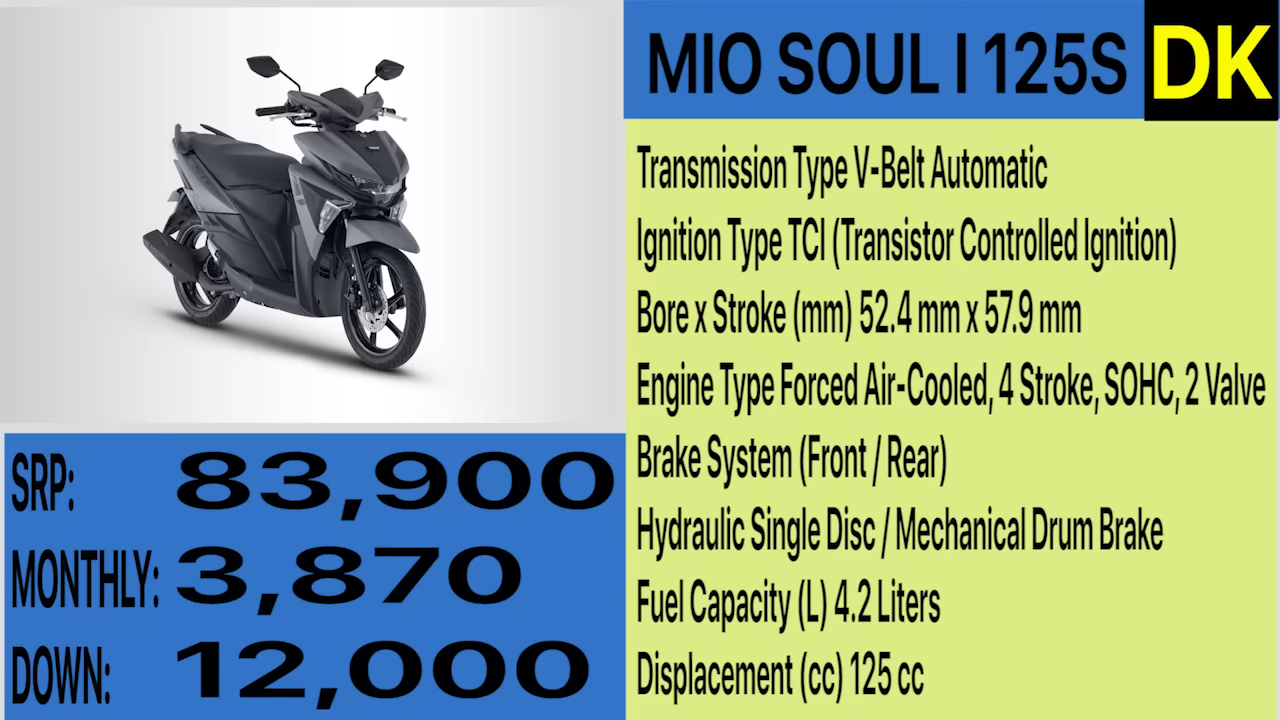 MIO SOUL I 125S
DK
Transmission Type V-Belt Automatic
Ignition Type TCI (Transistor Controlled Ignition)
Bore x Stroke (mm) 52.4 mm x 57.9 mm
Engine Type Forced Air-Cooled, 4 Stroke, SOHC, 2 Valve
Brake System (Front / Rear)
Hydraulic Single Disc / Mechanical Drum Brake
Fuel Capacity (L) 4.2 Liters
Displacement (cc) 125 cc
SRP: 83,900
MONTHLY: 3,870
DOWN: 12,000